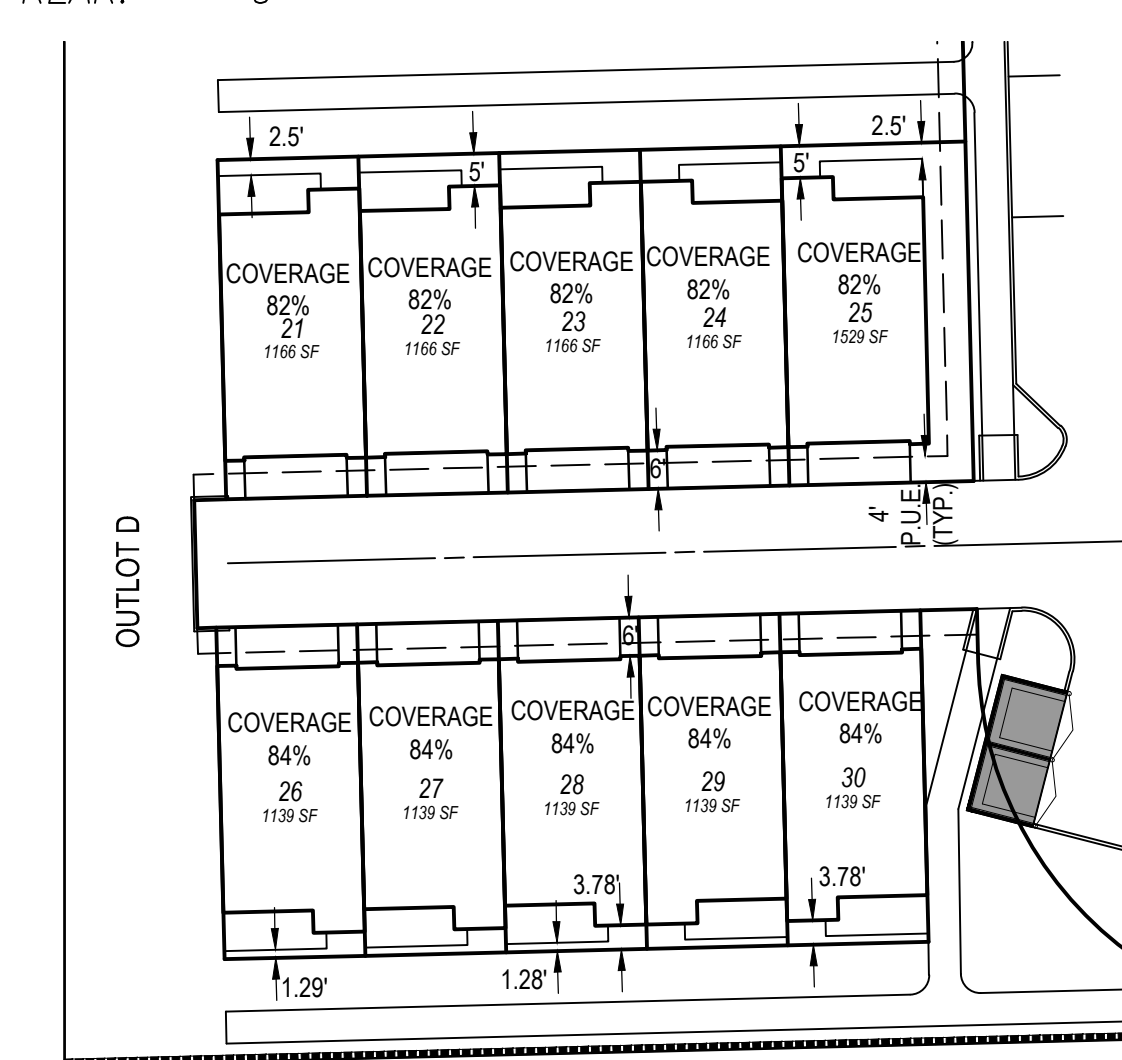 2.5'
5'
5'
2.5'
COVERAGE
82%
21
1166 SF
COVERAGE
82%
22
1166 SF
COVERAGE
82%
23
1166 SF
COVERAGE
82%
24
1166 SF
COVERAGE
82%
25
1529 SF
6'
4'
P.U.E.
(TYP.)
OUTLOT D
6'
COVERAGE
84%
26
1139 SF
COVERAGE
84%
27
1139 SF
COVERAGE
84%
28
1139 SF
COVERAGE
84%
29
1139 SF
COVERAGE
84%
30
1139 SF
3.78'
3.78'
1.29'
1.28'